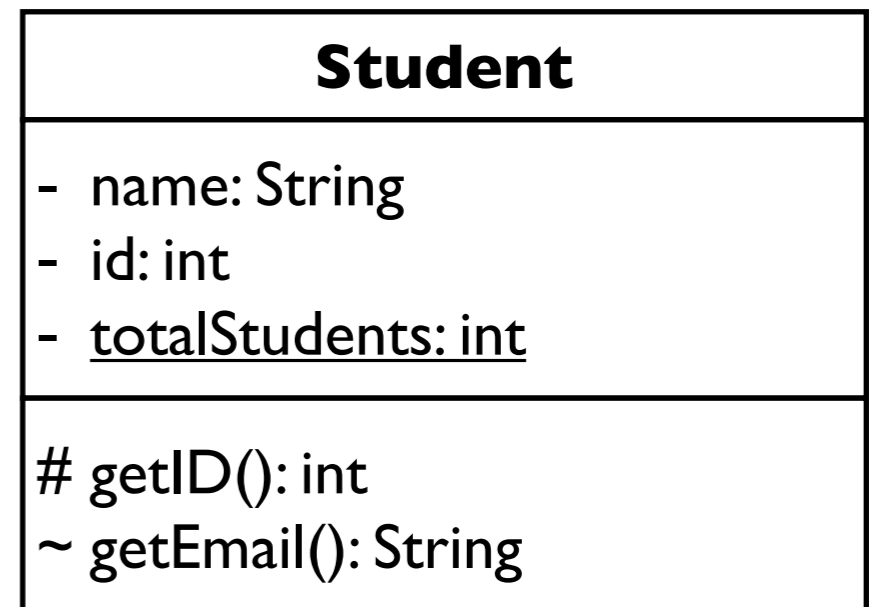 Student
- name: String
- id: int
- totalStudents: int
# getID(): int
~ getEmail(): String